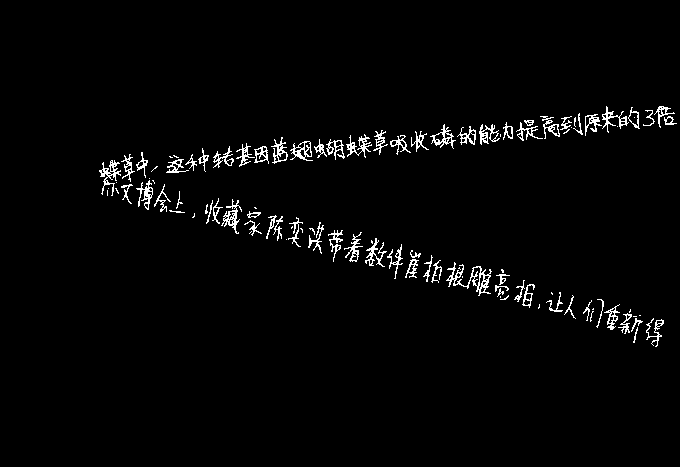 蝶草中，这种转基因蓝翅蝴蝶草吸收磷的能力提高到原来的3倍
文博会上，收藏家陈奕洪带着数件崖柏根雕亮相，让人们重新得